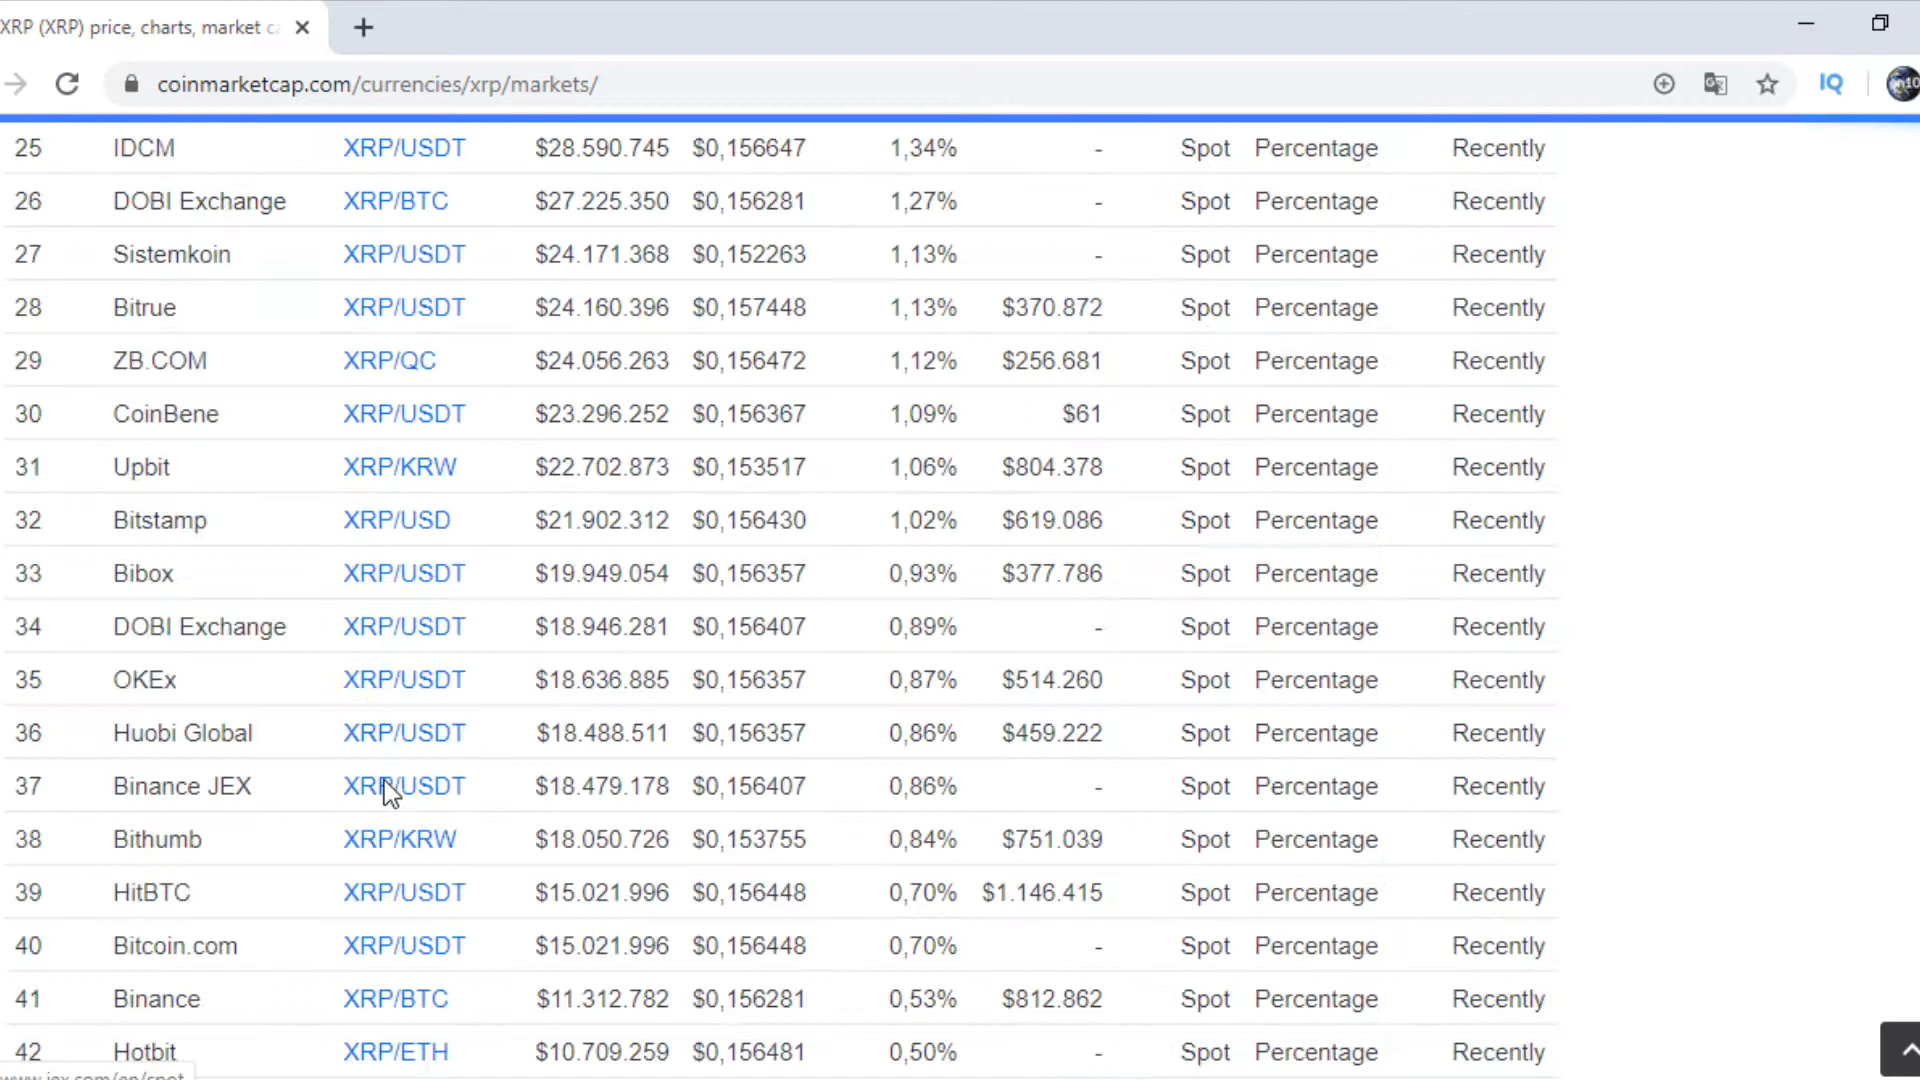 XRP (XRP) price, charts, market c
coinmarketcap.com/currencies/xrp/markets/
IQ
on10
25 IDCM XRP/USDT $28.590.745 $0,156647 1,34% - Spot Percentage Recently
26 DOBI Exchange XRP/BTC $27.225.350 $0,156281 1,27% - Spot Percentage Recently
27 Sistemkoin XRP/USDT $24.171.368 $0,152263 1,13% - Spot Percentage Recently
28 Bitrue XRP/USDT $24.160.396 $0,157448 1,13% $370.872 Spot Percentage Recently
29 ZB.COM XRP/QC $24.056.263 $0,156472 1,12% $256.681 Spot Percentage Recently
30 CoinBene XRP/USDT $23.296.252 $0,156367 1,09% $61 Spot Percentage Recently
31 Upbit XRP/KRW $22.702.873 $0,153517 1,06% $804.378 Spot Percentage Recently
32 Bitstamp XRP/USD $21.902.312 $0,156430 1,02% $619.086 Spot Percentage Recently
33 Bibox XRP/USDT $19.949.054 $0,156357 0,93% $377.786 Spot Percentage Recently
34 DOBI Exchange XRP/USDT $18.946.281 $0,156407 0,89% - Spot Percentage Recently
35 OKEx XRP/USDT $18.636.885 $0,156357 0,87% $514.260 Spot Percentage Recently
36 Huobi Global XRP/USDT $18.488.511 $0,156357 0,86% $459.222 Spot Percentage Recently
37 Binance JEX XRP/USDT $18.479.178 $0,156407 0,86% - Spot Percentage Recently
38 Bithumb XRP/KRW $18.050.726 $0,153755 0,84% $751.039 Spot Percentage Recently
39 HitBTC XRP/USDT $15.021.996 $0,156448 0,70% $1.146.415 Spot Percentage Recently
40 Bitcoin.com XRP/USDT $15.021.996 $0,156448 0,70% - Spot Percentage Recently
41 Binance XRP/BTC $11.312.782 $0,156281 0,53% $812.862 Spot Percentage Recently
42 Hotbit XRP/ETH $10.709.259 $0,156481 0,50% - Spot Percentage Recently